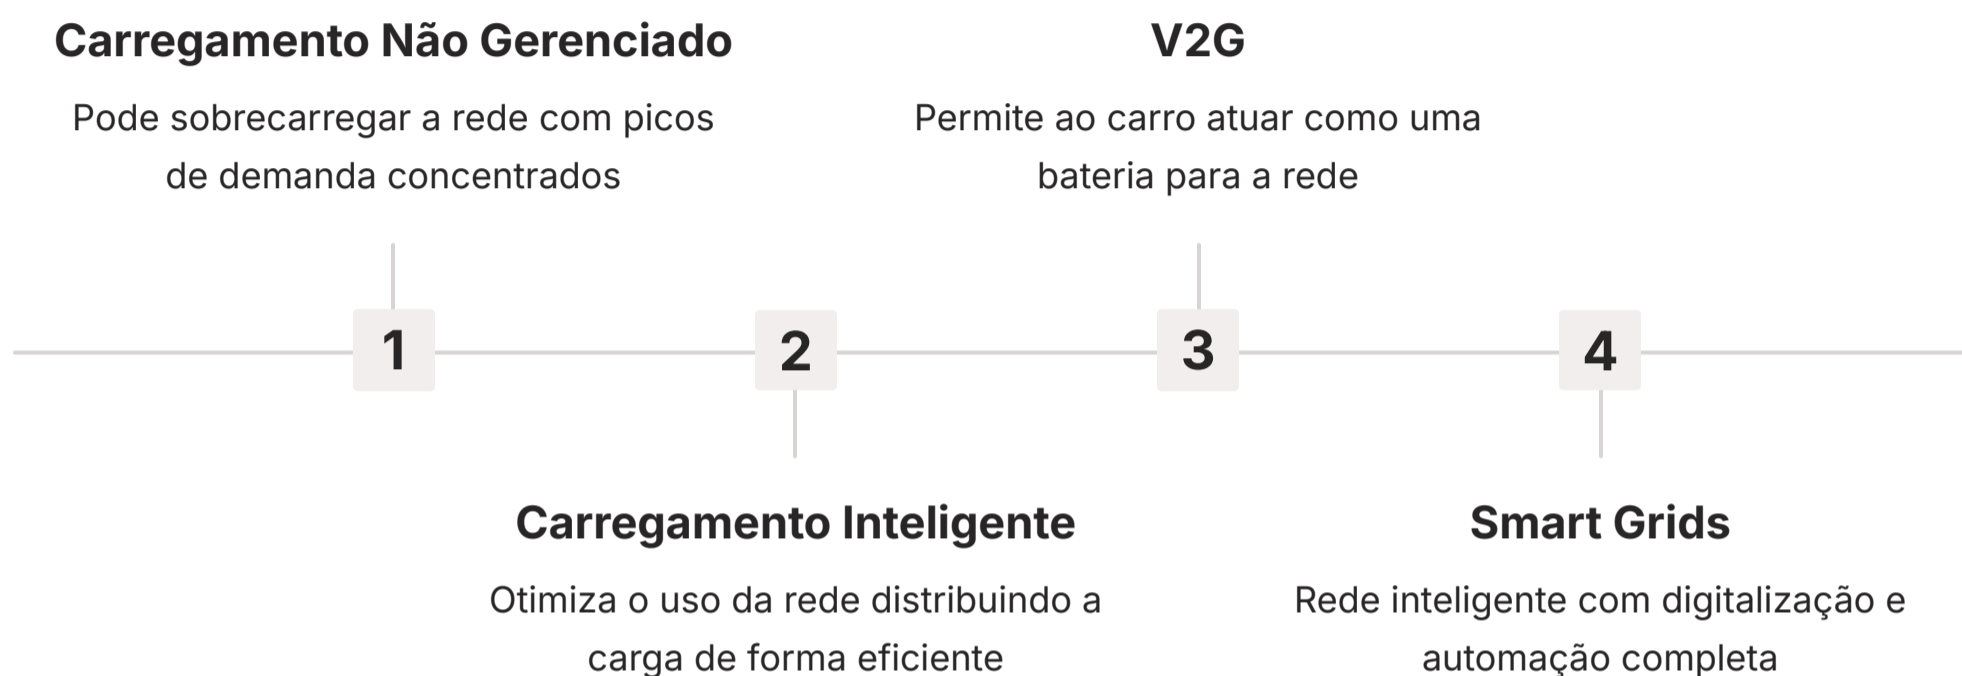 Carregamento Não Gerenciado
Pode sobrecarregar a rede com picos
de demanda concentrados
V2G
Permite ao carro atuar como uma
bateria para a rede
1
2
3
4
Carregamento Inteligente
Otimiza o uso da rede distribuindo a
carga de forma eficiente
Smart Grids
Rede inteligente com digitalização e
automação completa